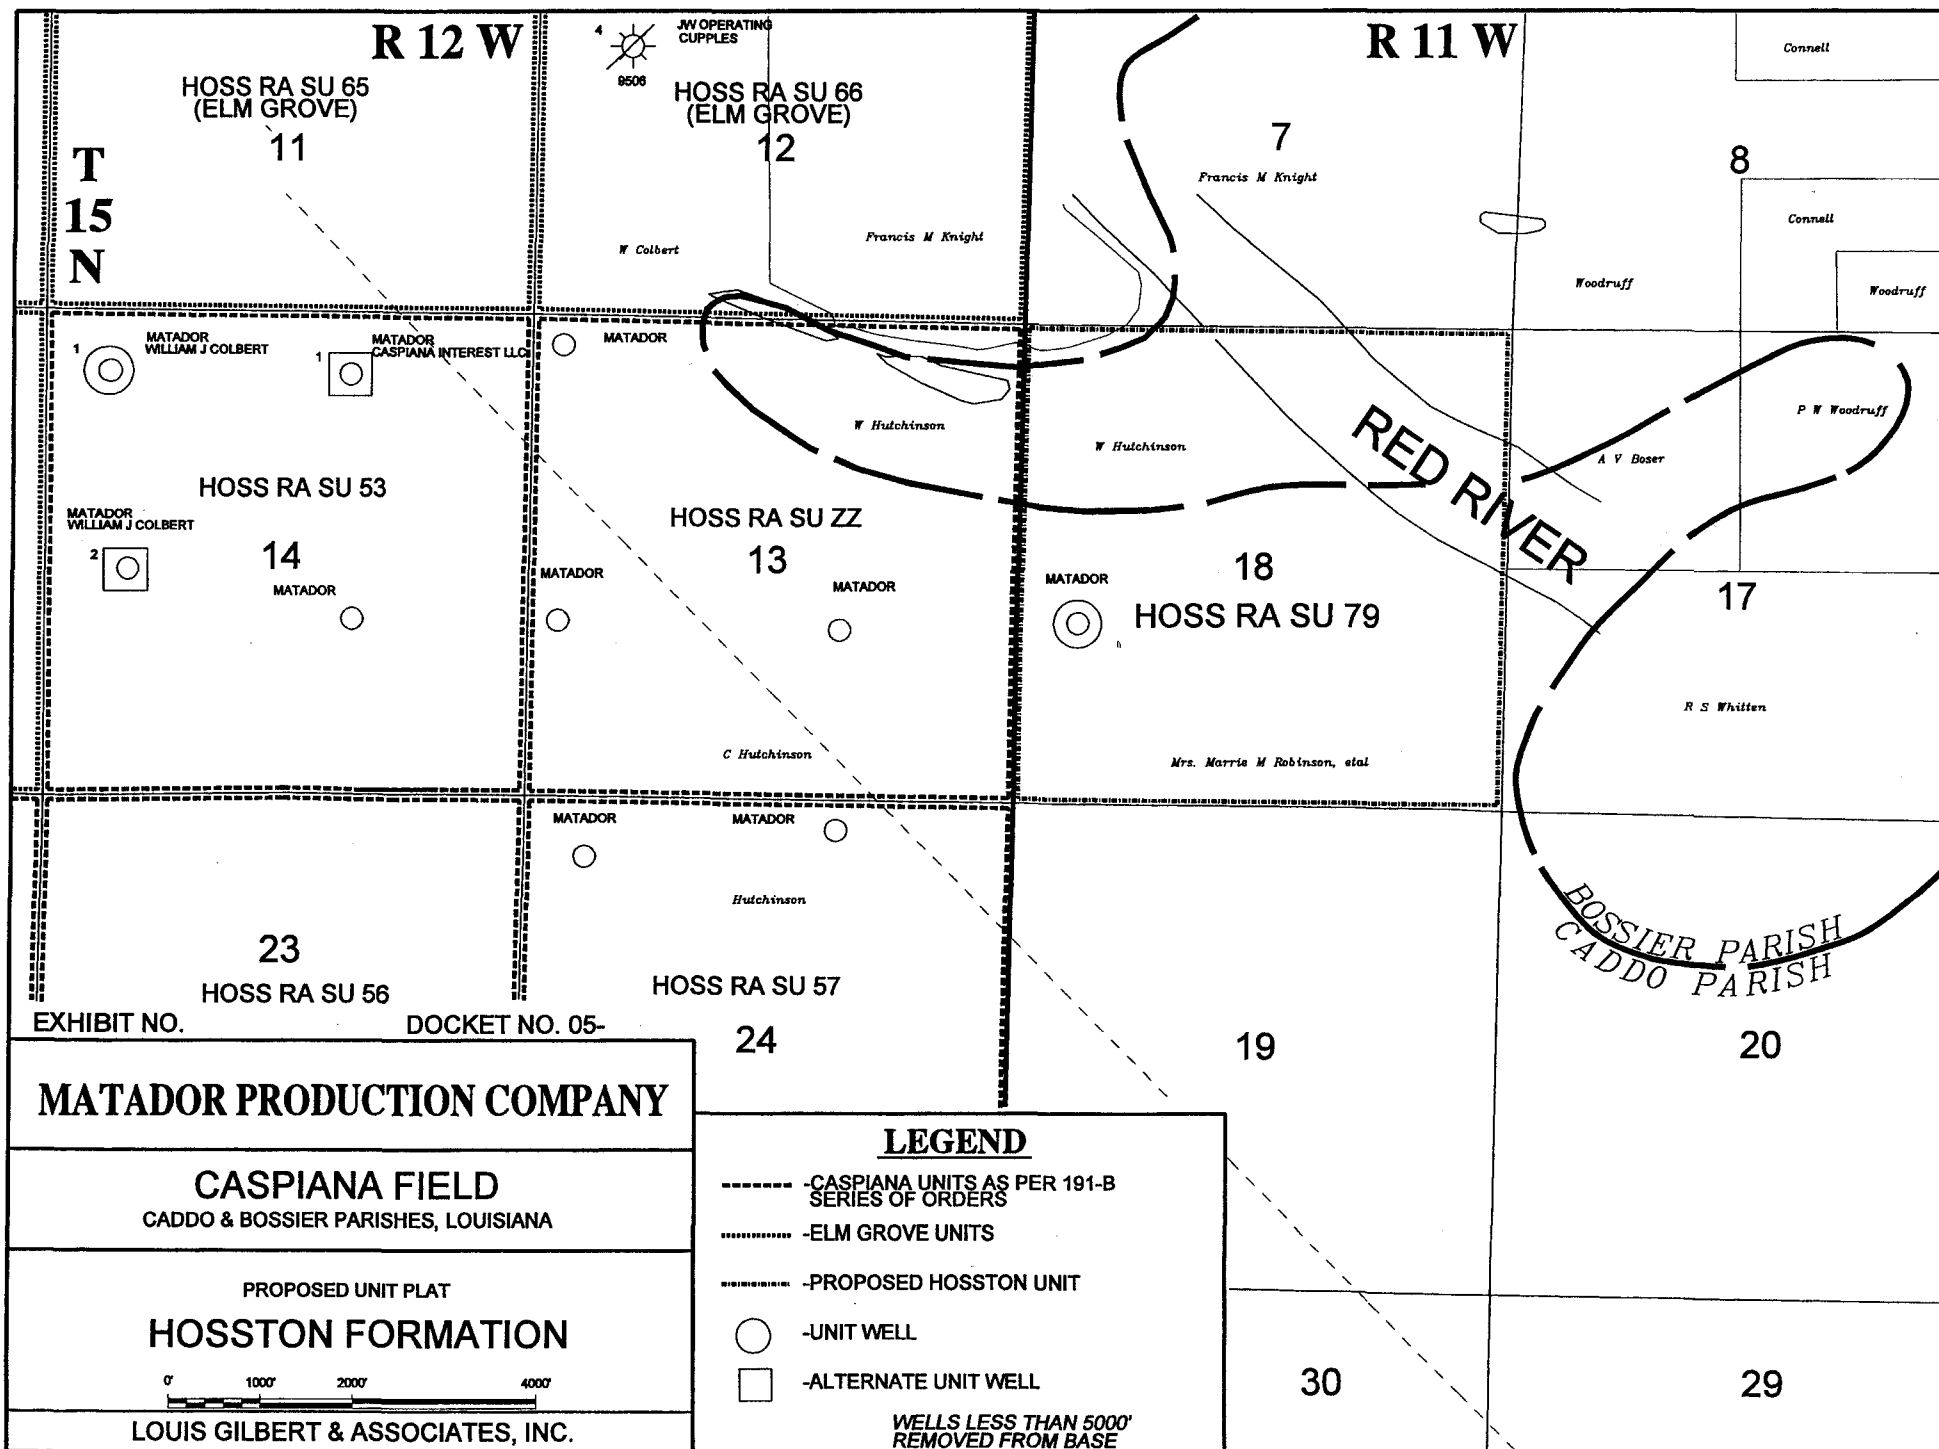 R 12 W
R 11 W
4
JW OPERATING
CUPPLES
9506
Connell
HOSS RA SU 65
(ELM GROVE)
11
HOSS RA SU 66
(ELM GROVE)
12
7
8
T
15
N
Francis M Knight
Connell
W Colbert
Francis M Knight
Woodruff
Woodruff
1
MATADOR
WILLIAM J COLBERT
1
MATADOR
CASPIANA INTEREST LLC
MATADOR
W Hutchinson
W Hutchinson
RED RIVER
P W Woodruff
A V Boser
HOSS RA SU 53
14
MATADOR
WILLIAM J COLBERT
2
MATADOR
HOSS RA SU ZZ
13
MATADOR
MATADOR
MATADOR
18
HOSS RA SU 79
17
R S Whitten
C Hutchinson
Mrs. Marrie M Robinson, etal
MATADOR
MATADOR
Hutchinson
BOSSIER PARISH
CADDO PARISH
23
HOSS RA SU 56
HOSS RA SU 57
24
19
20
EXHIBIT NO.
DOCKET NO. 05-
MATADOR PRODUCTION COMPANY
CASPIANA FIELD
CADDO & BOSSIER PARISHES, LOUISIANA
PROPOSED UNIT PLAT
HOSSTON FORMATION
0' 1000' 2000' 4000'
LOUIS GILBERT & ASSOCIATES, INC.
LEGEND
-CASPIANA UNITS AS PER 191-B
SERIES OF ORDERS
-ELM GROVE UNITS
-PROPOSED HOSSTON UNIT
-UNIT WELL
-ALTERNATE UNIT WELL
WELLS LESS THAN 5000'
REMOVED FROM BASE
30
29